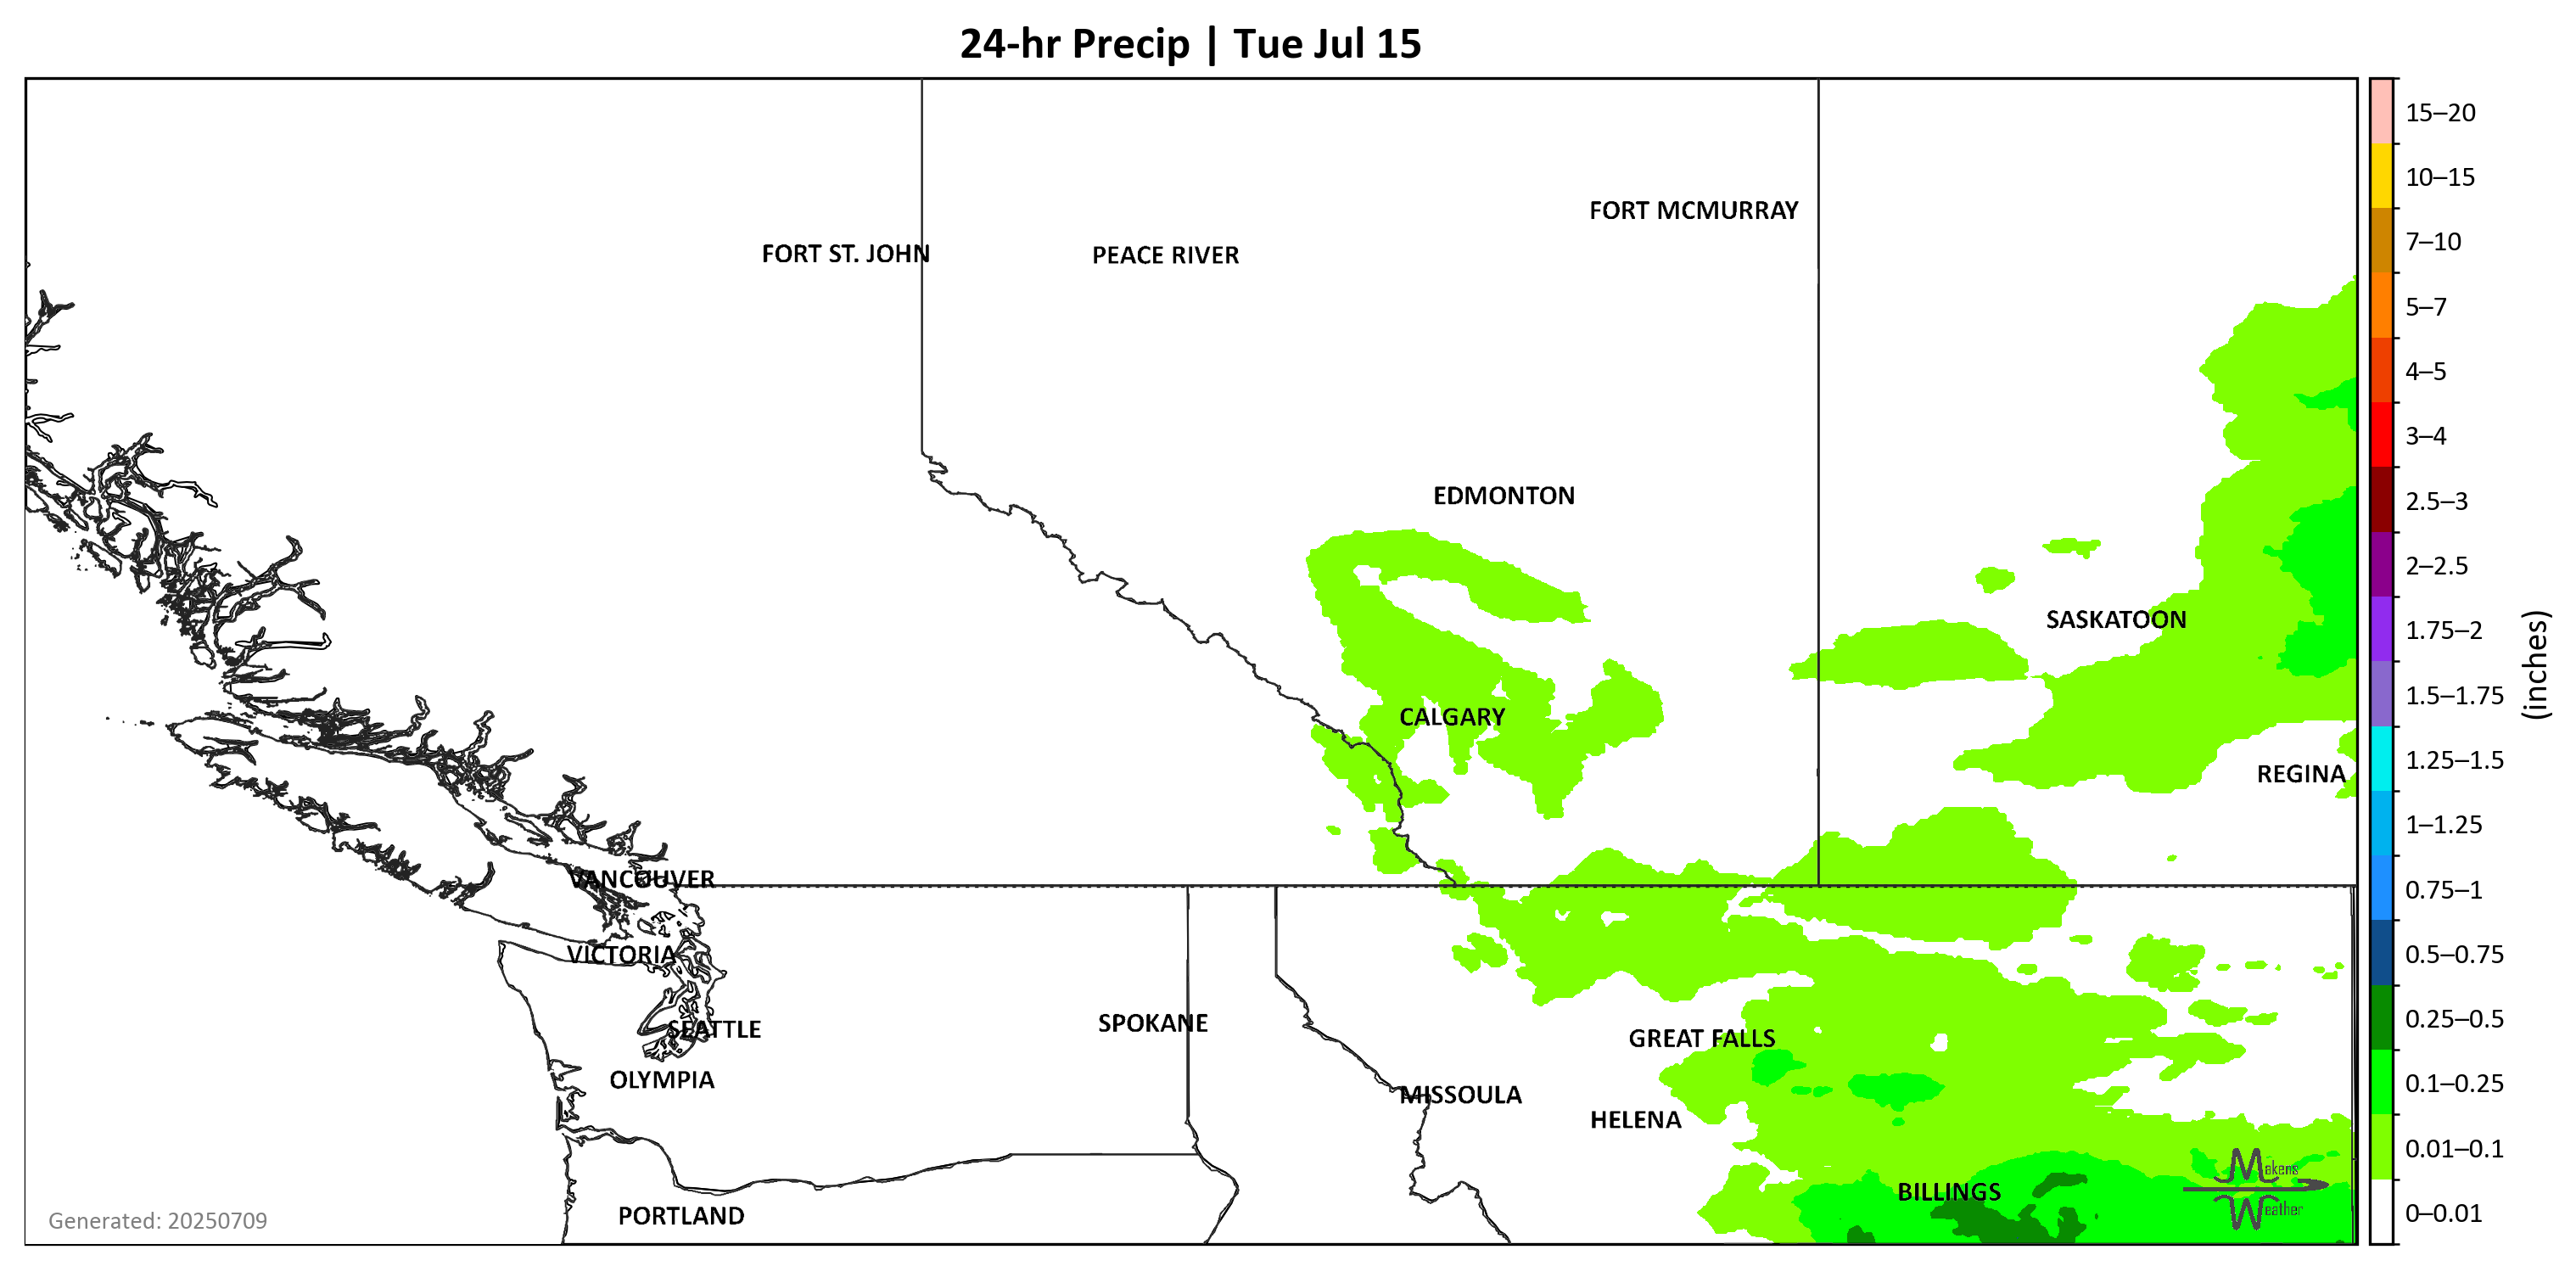 24-hr Precip | Tue Jul 15
15–20
10–15
FORT MCMURRAY
FORT ST. JOHN
PEACE RIVER
7–10
5–7
4–5
3–4
EDMONTON
2.5–3
2–2.5
SASKATOON
1.75–2
(inches)
1.5–1.75
CALGARY
1.25–1.5
REGINA
1–1.25
VANCOUVER
0.75–1
VICTORIA
0.5–0.75
SPOKANE
SEATTLE
GREAT FALLS
0.25–0.5
OLYMPIA
MISSOULA
0.1–0.25
HELENA
0.01–0.1
Makens
Weather
BILLINGS
PORTLAND
0–0.01
Generated: 20250709